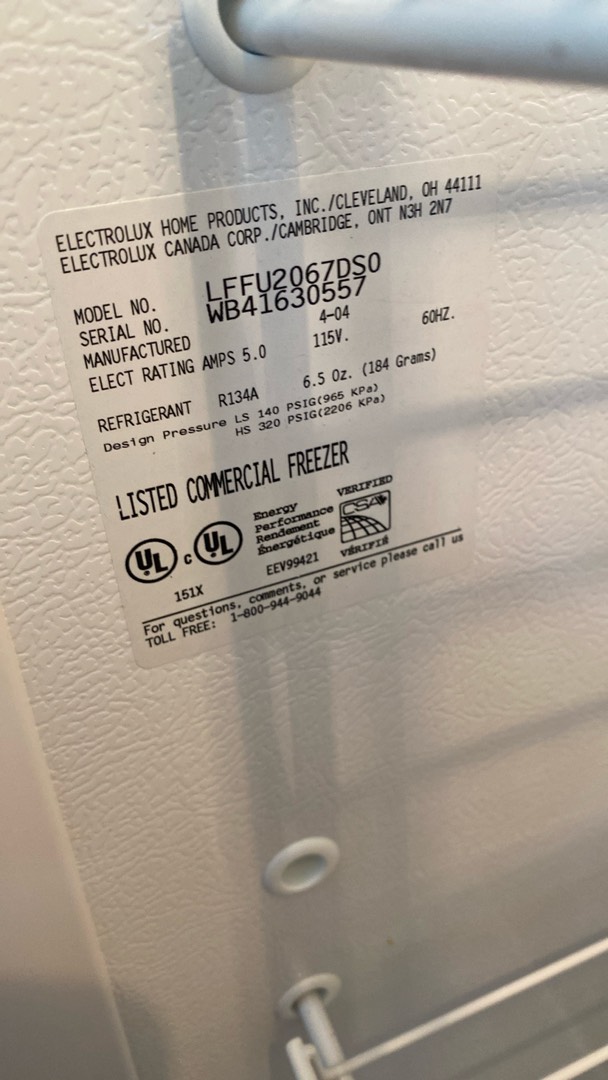 ELECTROLUX HOME PRODUCTS, INC./CLEVELAND, OH 44111
ELECTROLUX CANADA CORP./CAMBRIDGE, ONT N3H 2N7
MODEL NO. LFFU2067DS0
SERIAL NO. WB41630557
MANUFACTURED 4-04
ELECT RATING AMPS 5.0 115V. 60HZ.
REFRIGERANT R134A 6.5 Oz. (184 Grams)
Design Pressure LS 140 PSIG(965 KPa)
HS 320 PSIG(2206 KPa)
LISTED COMMERCIAL FREEZER
UL c UL
151X
Energy
Performance
Rendement
Énergétique
EEV99421
VERIFIED
CSA
VÉRIFIÉ
For questions, comments, or service please call us
TOLL FREE: 1-800-944-9044